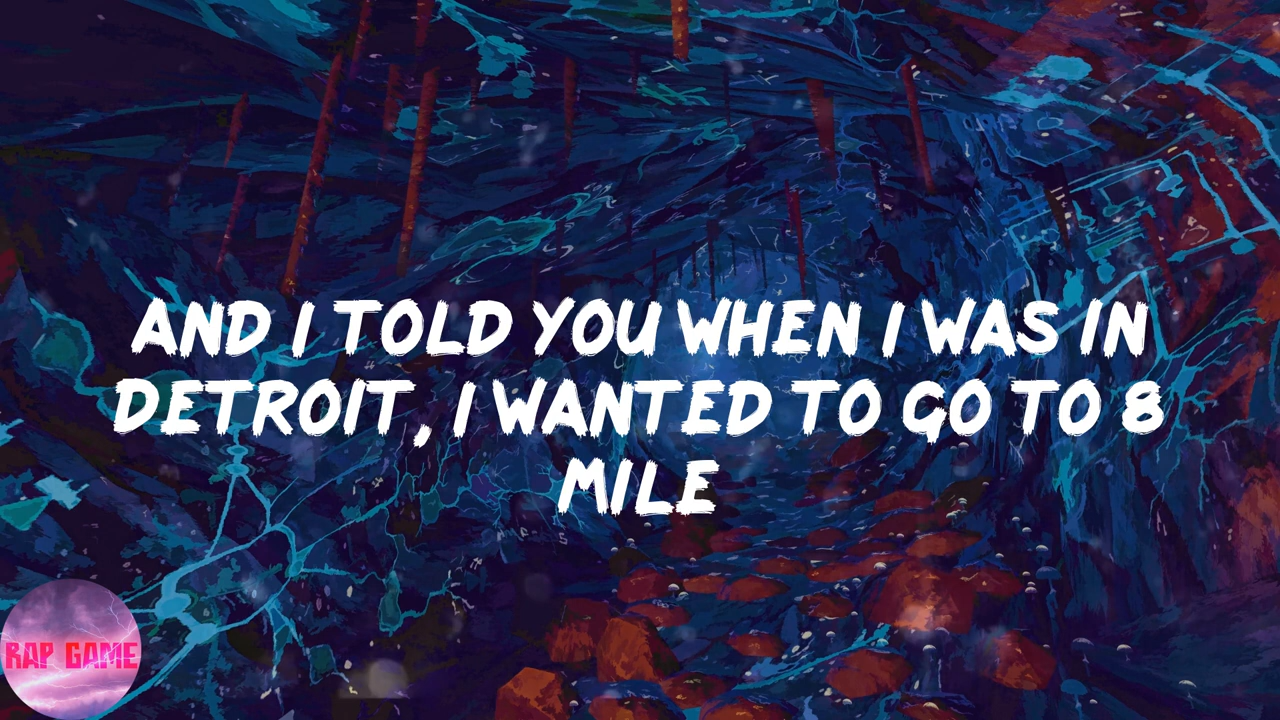 AND I TOLD YOU WHEN I WAS IN
DETROIT, I WANTED TO GO TO 8
MILE
RAP GAME